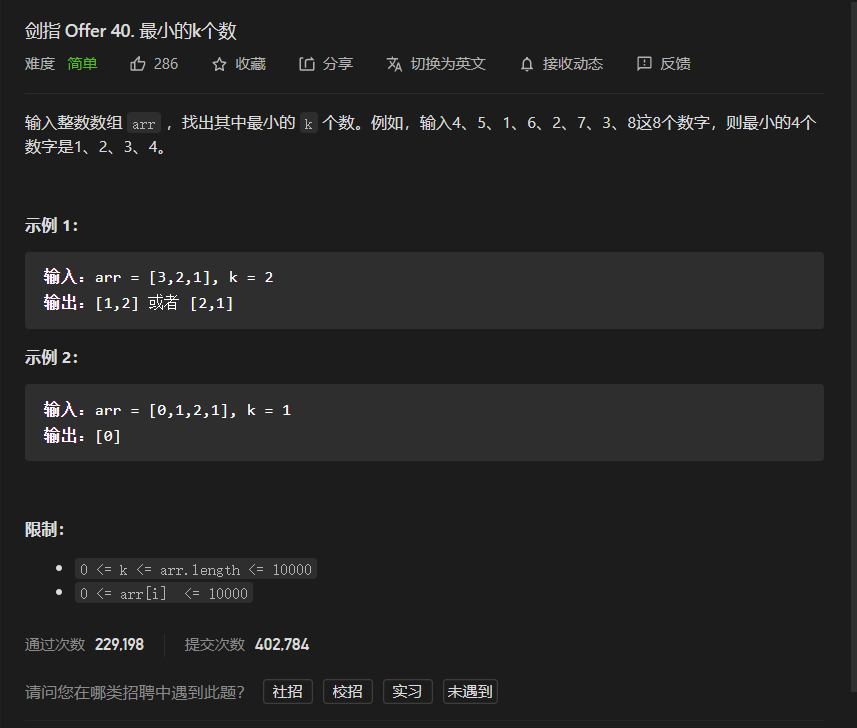 剑指 Offer 40. 最小的k个数
难度 简单 286 收藏 分享 切换为英文 接收动态 反馈
输入整数数组 arr ，找出其中最小的 k 个数。例如，输入4、5、1、6、2、7、3、8这8个数字，则最小的4个
数字是1、2、3、4。
示例 1：
输入：arr = [3,2,1], k = 2
输出：[1,2] 或者 [2,1]
示例 2：
输入：arr = [0,1,2,1], k = 1
输出：[0]
限制：
0 <= k <= arr.length <= 10000
0 <= arr[i] <= 10000
通过次数 229,198 提交次数 402,784
请问您在哪类招聘中遇到此题？ 社招 校招 实习 未遇到